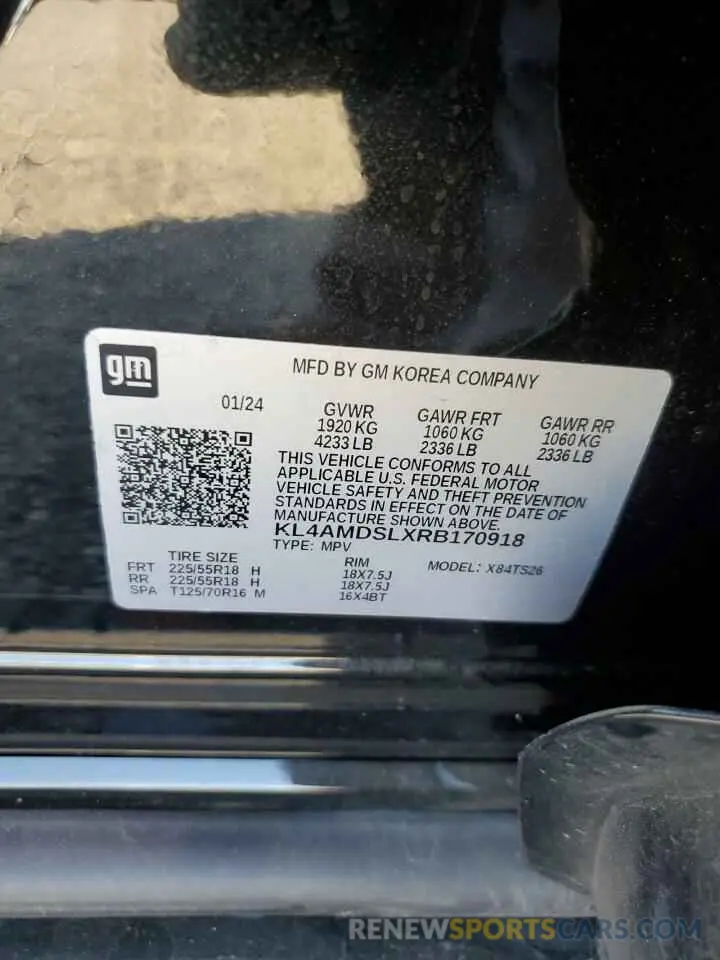 gm
MFD BY GM KOREA COMPANY
01/24
GVWR GAWR FRT GAWR RR
1920 KG 1060 KG 1060 KG
4233 LB 2336 LB 2336 LB
THIS VEHICLE CONFORMS TO ALL
APPLICABLE U.S. FEDERAL MOTOR
VEHICLE SAFETY AND THEFT PREVENTION
STANDARDS IN EFFECT ON THE DATE OF
MANUFACTURE SHOWN ABOVE.
KL4AMDSLXRB170918
TYPE: MPV
TIRE SIZE RIM MODEL: X84TS26
FRT 225/55R18 H 18X7.5J
RR 225/55R18 H 18X7.5J
SPA T125/70R16 M 16X4BT
RENEWSPORTSCARS.COM